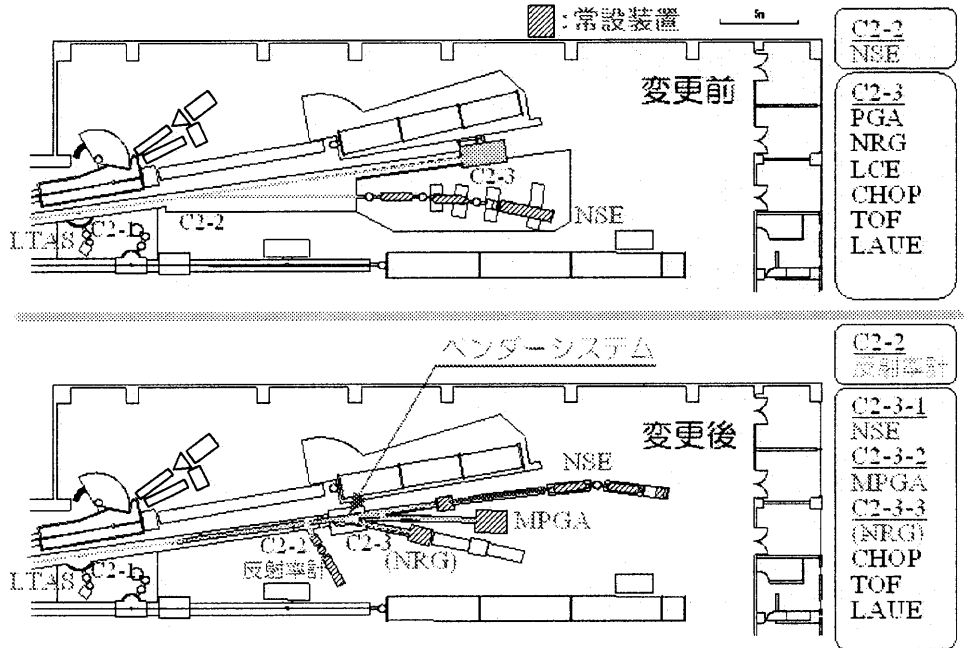 :常設装置
5m
変更前
C2-3
NSE
C2-2
LTAS
C2-1
C2-2
NSE
C2-3
PGA
NRG
LCE
CHOP
TOF
LAUE
ベンダーシステム
変更後
NSE
MPGA
C2-3
(NRG)
C2-2
反射率計
LTAS
C2-1
C2-2
反射率計
C2-3-1
NSE
C2-3-2
MPGA
C2-3-3
(NRG)
CHOP
TOF
LAUE